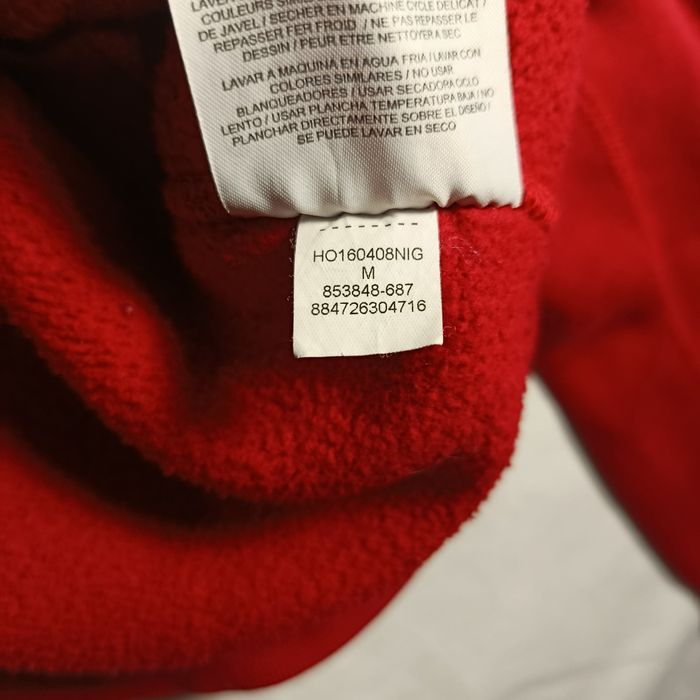 COULEURS SIMI
DE JAVEL / SECHER EN MACHINE CYCLE DELICAT /
REPASSER FER FROID / NE PAS REPASSER LE
DESSIN / PEUR ETRE NETTOYER A SEC
LAVAR A MAQUINA EN AGUA FRIA / LAVAR CON
COLORES SIMILARES / NO USAR
BLANQUEADORES / USAR SECADORA CICLO
LENTO / USAR PLANCHA TEMPERATURA BAJA / NO
PLANCHAR DIRECTAMENTE SOBRE EL DISEÑO /
SE PUEDE LAVAR EN SECO
HO160408NIG
M
853848-687
884726304716